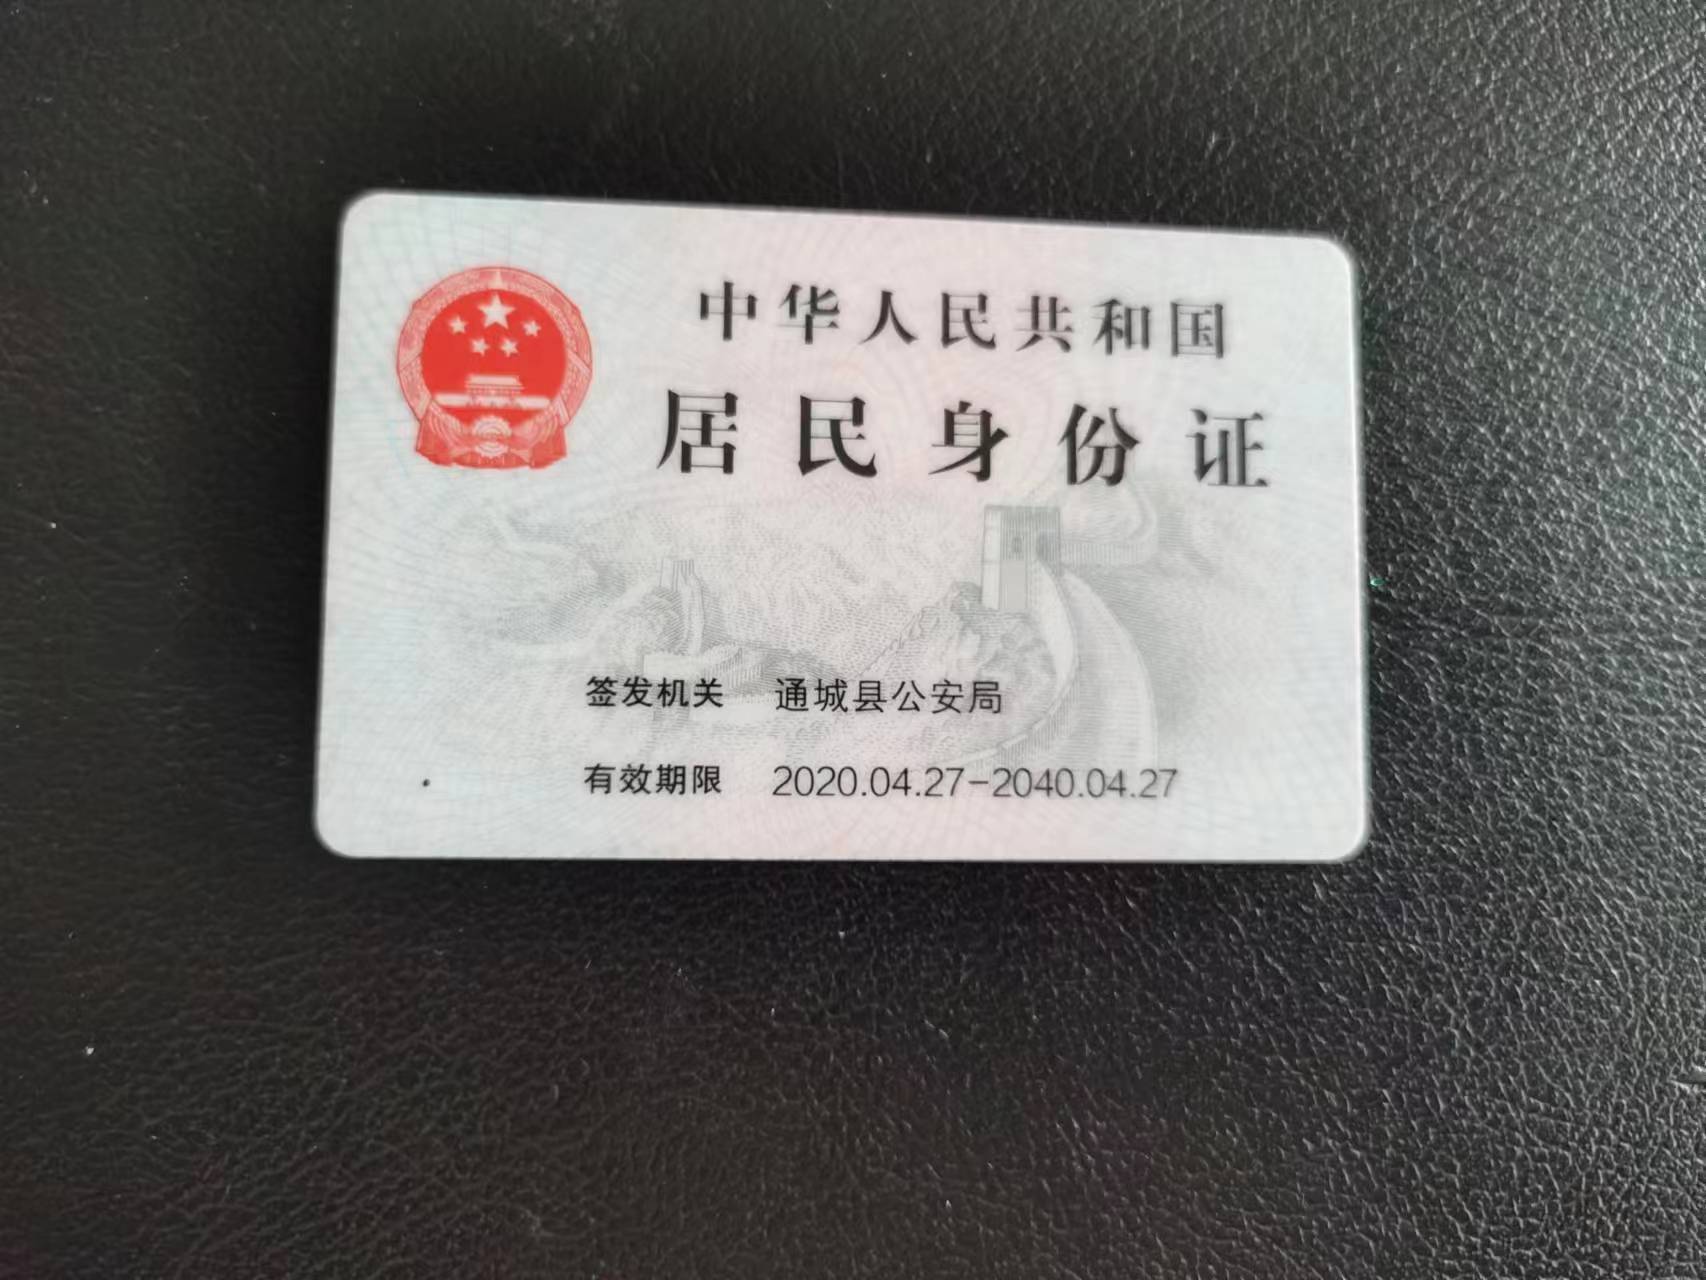 中华人民共和国
居民身份证
签发机关 通城县公安局
有效期限 2020.04.27-2040.04.27